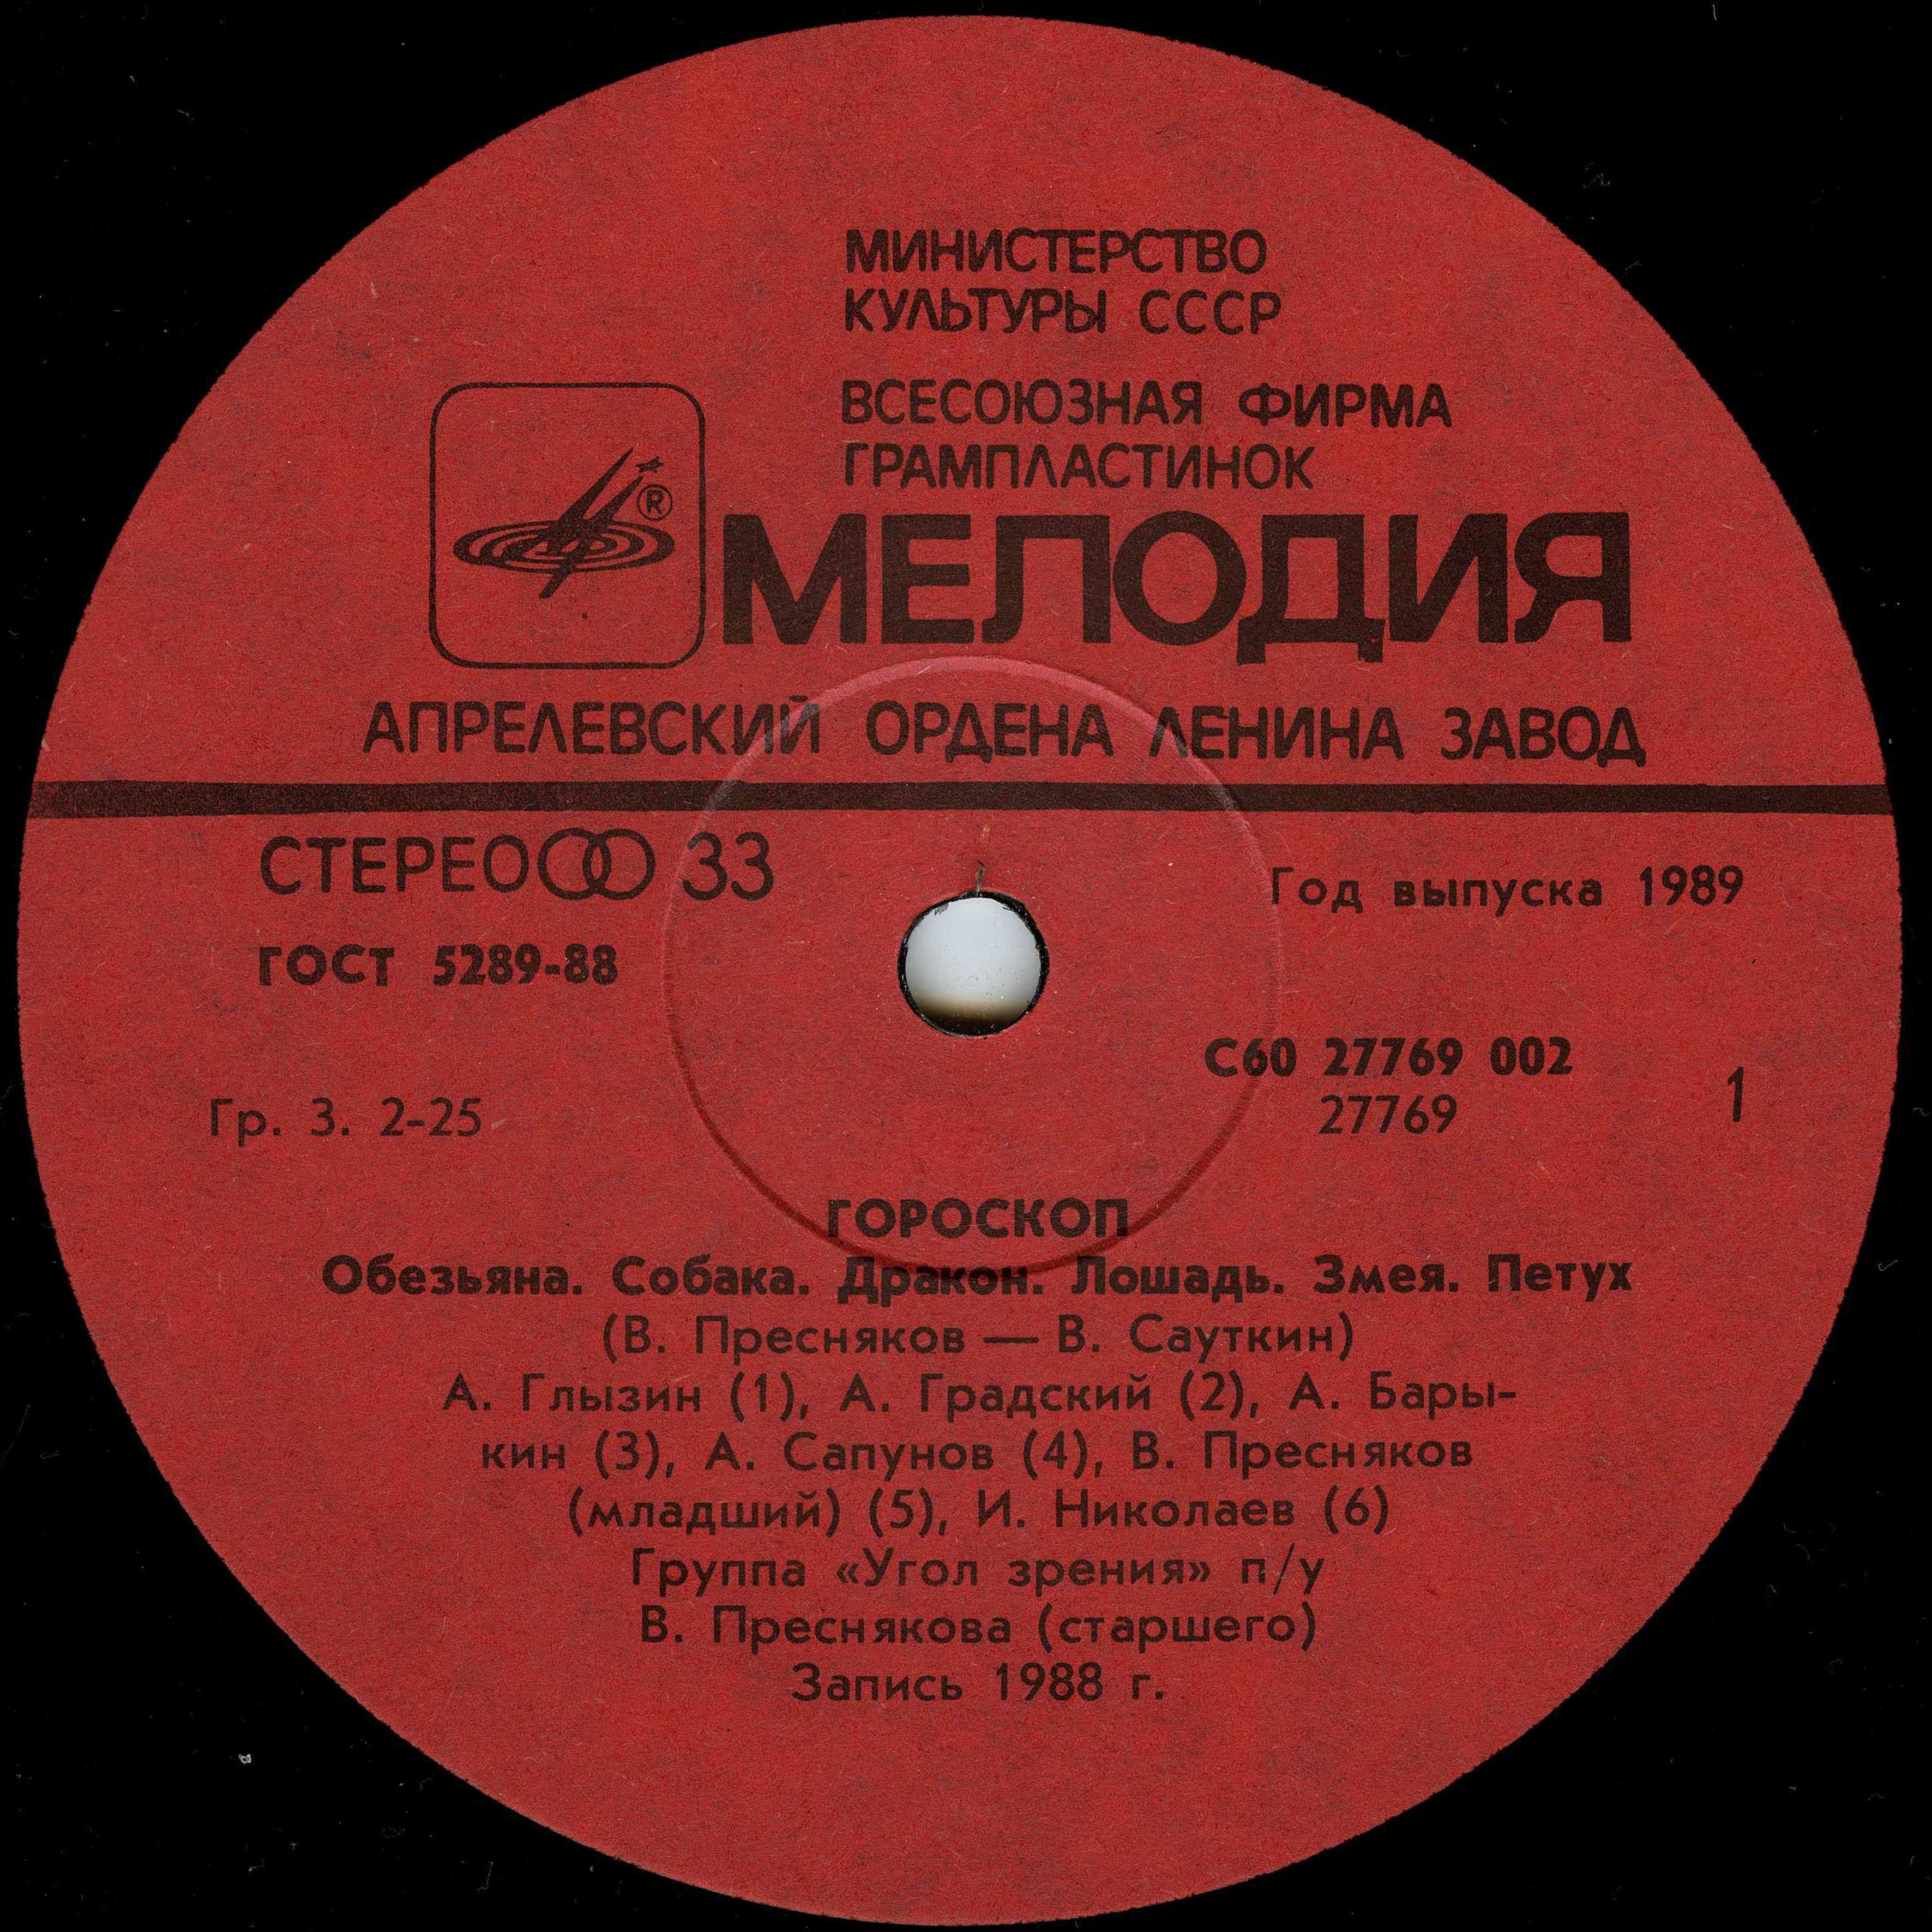 МИНИСТЕРСТВО
КУЛЬТУРЫ СССР
ВСЕСОЮЗНАЯ ФИРМА
ГРАМПЛАСТИНОК
®
МЕЛОДИЯ
АПРЕЛЕВСКИЙ ОРДЕНА ЛЕНИНА ЗАВОД
СТЕРЕО 33
Год выпуска 1989
ГОСТ 5289-88
С60 27769 002
Гр. 3. 2-25
27769
1
ГОРОСКОП
Обезьяна. Собака. Дракон. Лошадь. Змея. Петух
(В. Пресняков — В. Сауткин)
А. Глызин (1), А. Градский (2), А. Бары-
кин (3), А. Сапунов (4), В. Пресняков
(младший) (5), И. Николаев (6)
Группа «Угол зрения» п/у
В. Преснякова (старшего)
Запись 1988 г.